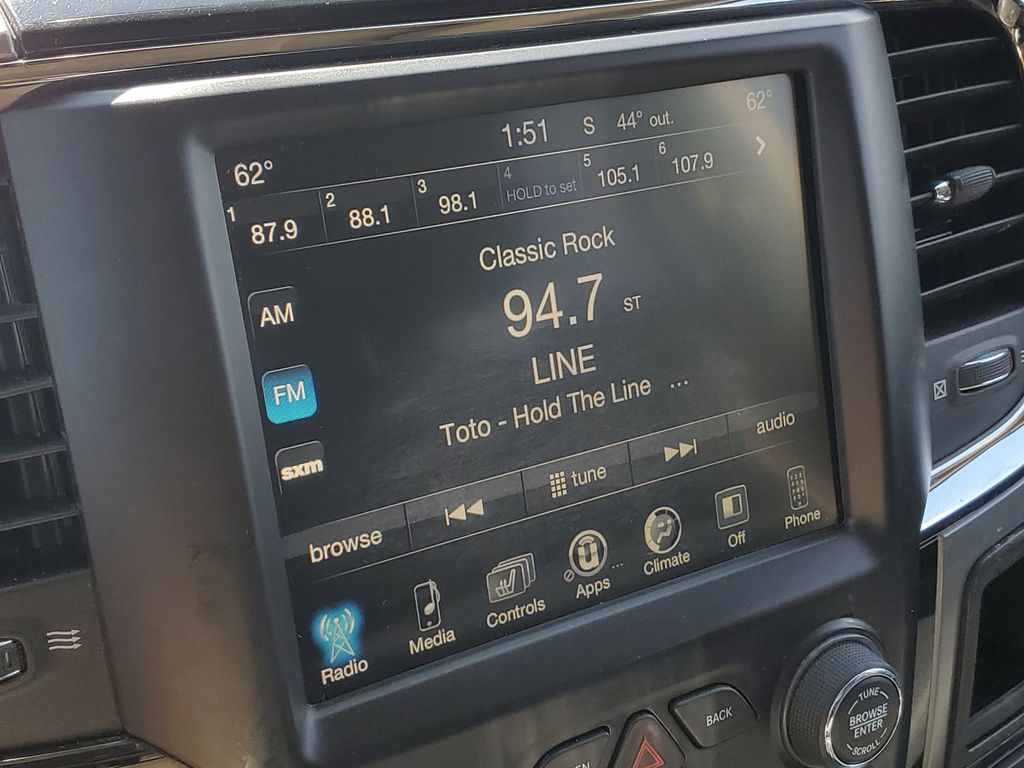 62° 1:51 S 44° out. 62°
1 87.9 2 88.1 3 98.1 4 HOLD to set 5 105.1 6 107.9
Classic Rock
AM
94.7 ST
LINE
FM
Toto - Hold The Line ...
sxm
browse tune audio
Radio Media Controls Apps ... Climate Off Phone
BACK
TUNE
BROWSE
ENTER
SCROLL